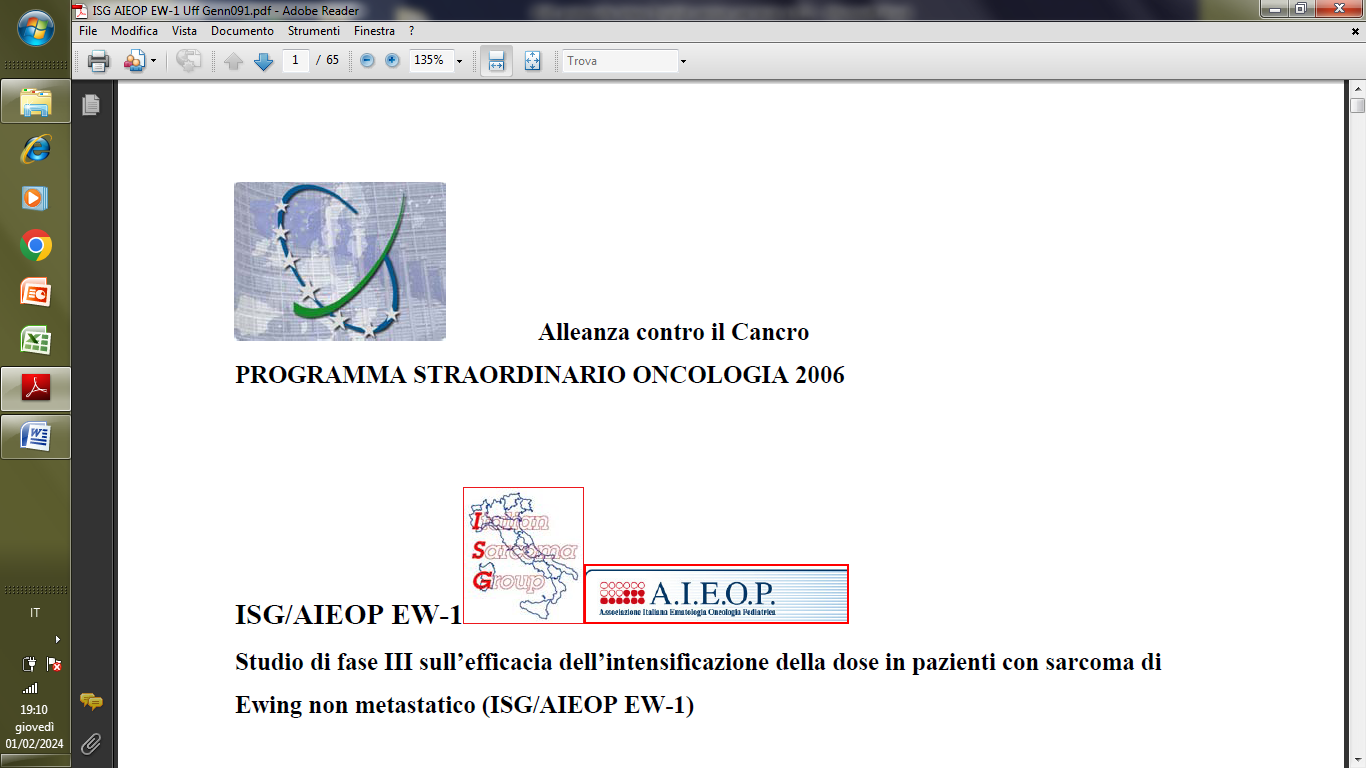 ISG AIEOP EW-1 Uff Genn091.pdf - Adobe Reader
File Modifica Vista Documento Strumenti Finestra ?
1 / 65 135% Trova
Alleanza contro il Cancro
PROGRAMMA STRAORDINARIO ONCOLOGIA 2006
Italian
Sarcoma
Group
A.I.E.O.P.
Associazione Italiana Ematologia Oncologia Pediatrica
ISG/AIEOP EW-1
Studio di fase III sull’efficacia dell’intensificazione della dose in pazienti con sarcoma di
Ewing non metastatico (ISG/AIEOP EW-1)
IT
19:10
giovedì
01/02/2024